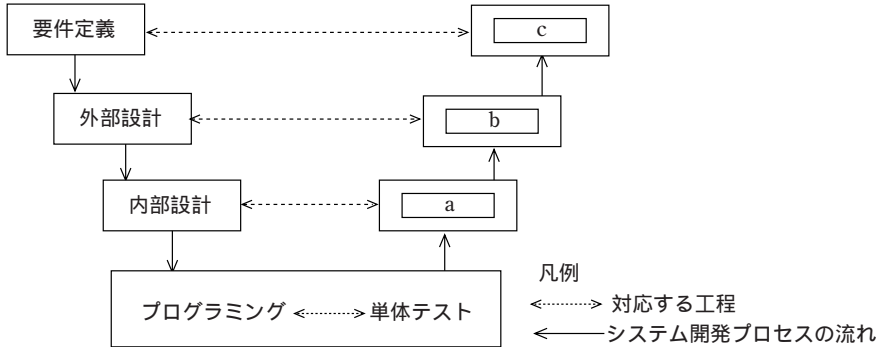 要件定義
c
外部設計
b
内部設計
a
プログラミング
単体テスト
凡例
対応する工程
システム開発プロセスの流れ